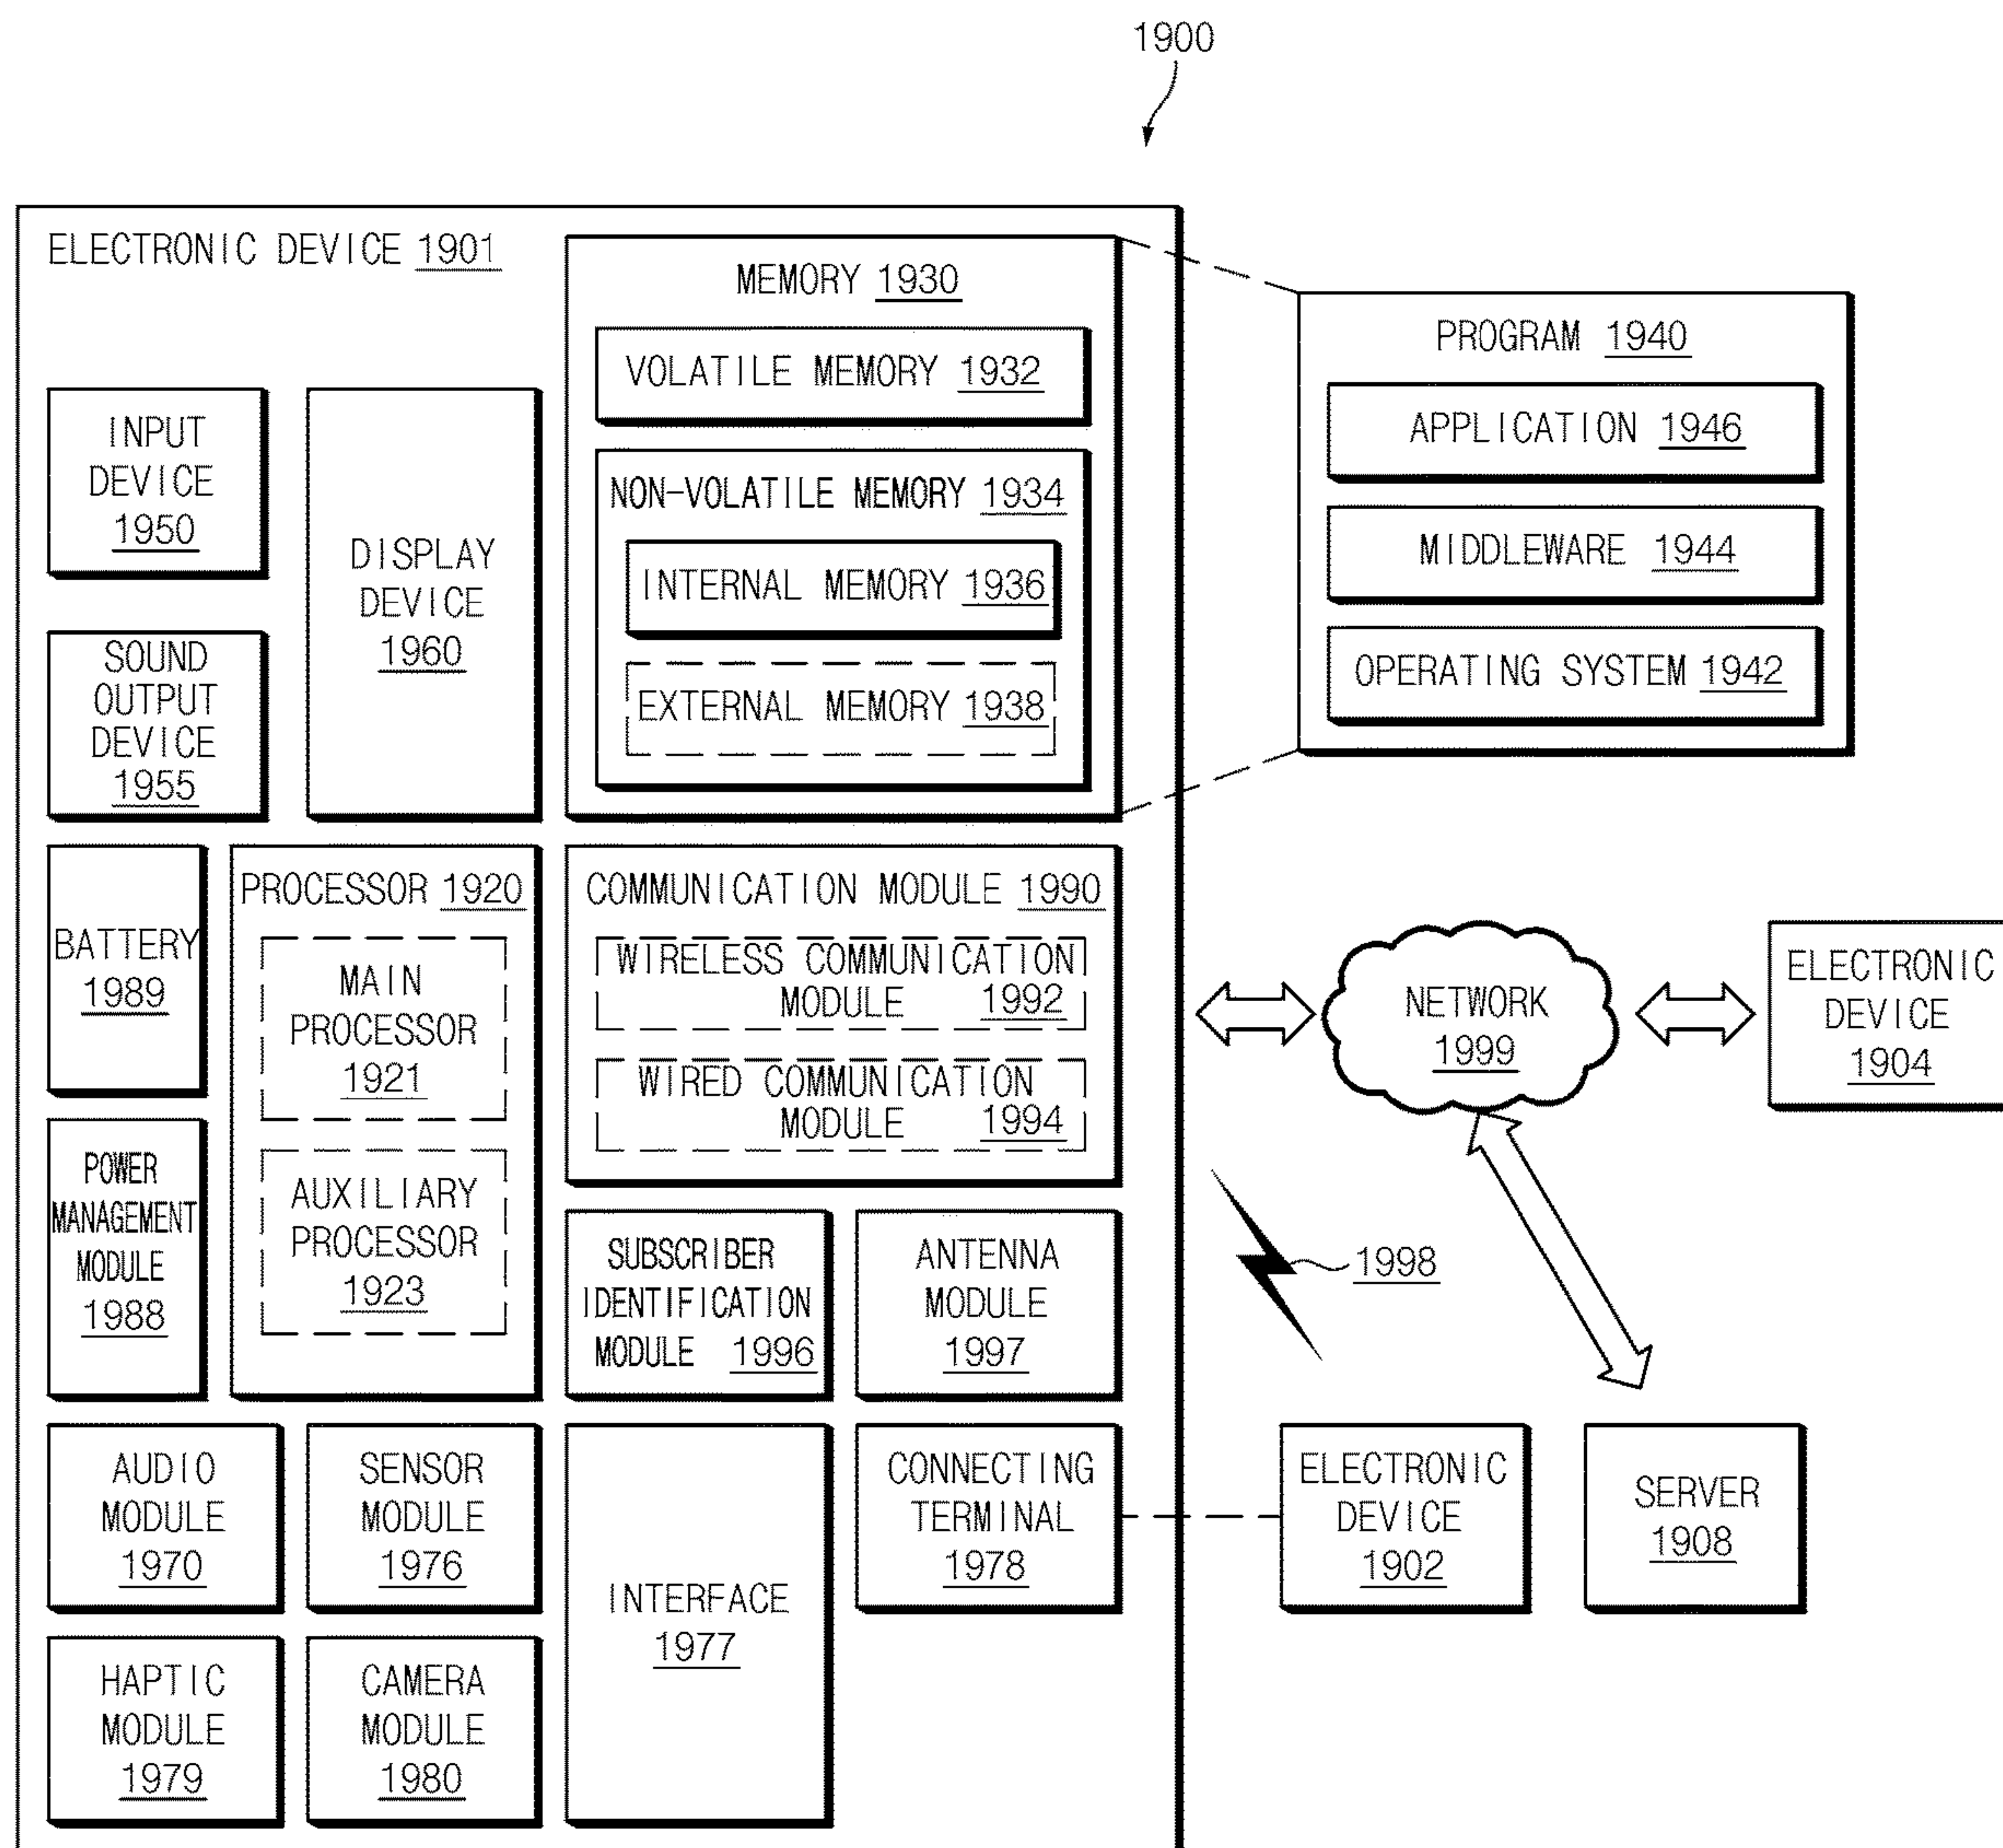 1900
ELECTRONIC DEVICE 1901
MEMORY 1930
VOLATILE MEMORY 1932
NON-VOLATILE MEMORY 1934
INTERNAL MEMORY 1936
EXTERNAL MEMORY 1938
PROGRAM 1940
APPLICATION 1946
MIDDLEWARE 1944
OPERATING SYSTEM 1942
INPUT
DEVICE
1950
DISPLAY
DEVICE
1960
SOUND
OUTPUT
DEVICE
1955
BATTERY
1989
PROCESSOR 1920
MAIN
PROCESSOR
1921
AUXILIARY
PROCESSOR
1923
COMMUNICATION MODULE 1990
WIRELESS COMMUNICATION
MODULE 1992
WIRED COMMUNICATION
MODULE 1994
NETWORK
1999
ELECTRONIC
DEVICE
1904
POWER
MANAGEMENT
MODULE
1988
SUBSCRIBER
IDENTIFICATION
MODULE 1996
ANTENNA
MODULE
1997
1998
AUDIO
MODULE
1970
SENSOR
MODULE
1976
INTERFACE
1977
CONNECTING
TERMINAL
1978
ELECTRONIC
DEVICE
1902
SERVER
1908
HAPTIC
MODULE
1979
CAMERA
MODULE
1980